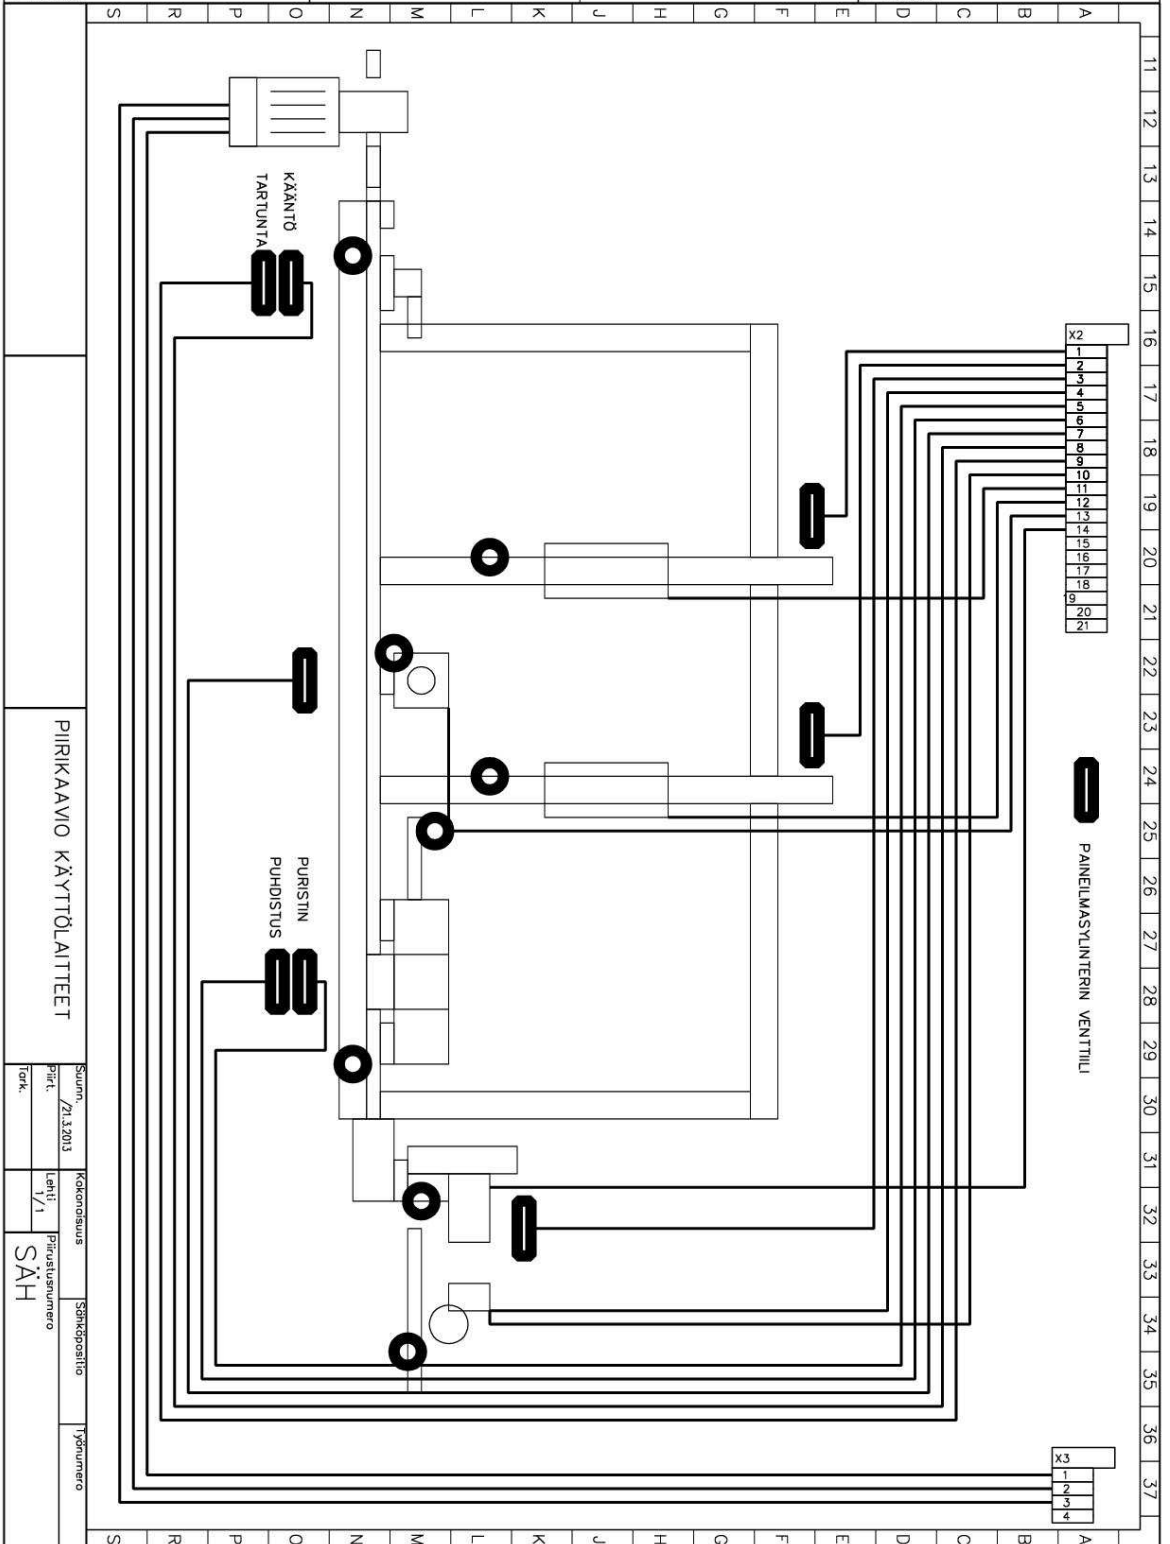 11 12 13 14 15 16 17 18 19 20 21 22 23 24 25 26 27 28 29 30 31 32 33 34 35 36 37
A B C D E F G H J K L M N O P R S
X2
1
2
3
4
5
6
7
8
9
10
11
12
13
14
15
16
17
18
9
20
21
PAINEILMASYLINTERIN VENTTIILI
X3
1
2
3
4
KÄÄNTÖ
TARTUNTA
PURISTIN
PUHDISTUS
A B C D E F G H J K L M N O P R S
PIIRIKAAVIO KÄYTTÖLAITTEET
Suunn.
/21.3.2013
Piirt.
Tark.
Kokonaisuus
Sähköpositio
Työnumero
Lehti
1/1
Piirustusnumero
SÄH